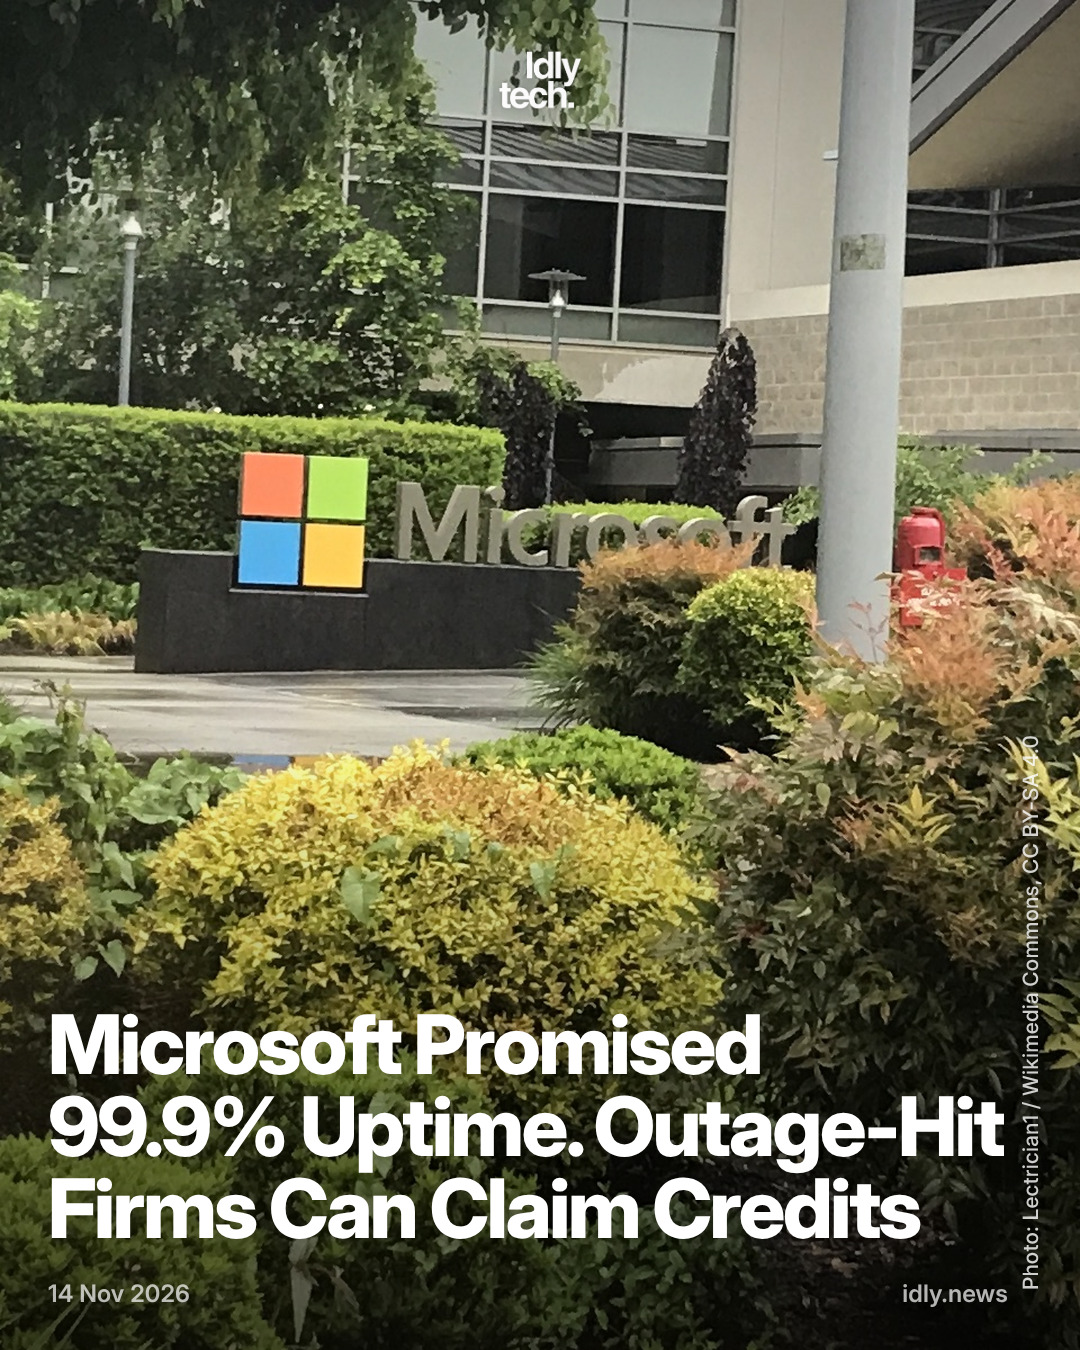 Idly
tech.
Microsoft
Microsoft Promised
99.9% Uptime. Outage-Hit
Firms Can Claim Credits
14 Nov 2026
idly.news
Photo: Lectrician1 / Wikimedia Commons, CC BY-SA 4.0